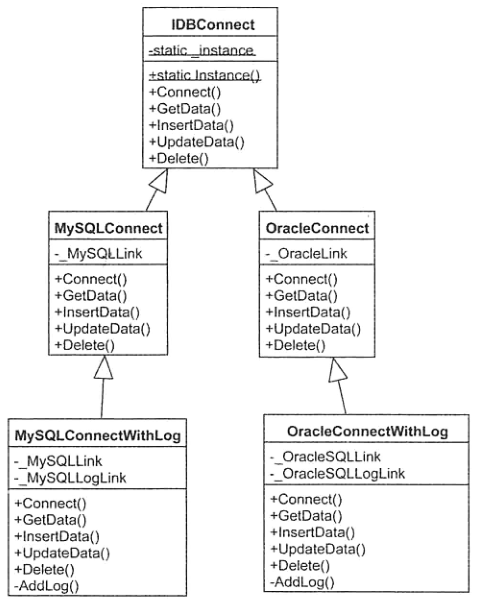 IDBConnect
-static _instance
+static Instance()
+Connect()
+GetData()
+InsertData()
+UpdateData()
+Delete()
MySQLConnect
-_MySQLLink
+Connect()
+GetData()
+InsertData()
+UpdateData()
+Delete()
OracleConnect
-_OracleLink
+Connect()
+GetData()
+InsertData()
+UpdateData()
+Delete()
MySQLConnectWithLog
-_MySQLLink
-_MySQLLogLink
+Connect()
+GetData()
+InsertData()
+UpdateData()
+Delete()
-AddLog()
OracleConnectWithLog
-_OracleSQLLink
-_OracleSQLLogLink
+Connect()
+GetData()
+InsertData()
+UpdateData()
+Delete()
-AddLog()